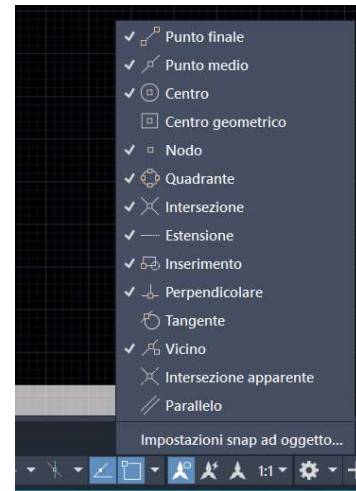 Punto finale
Punto medio
Centro
Centro geometrico
Nodo
Quadrante
Intersezione
Estensione
Inserimento
Perpendicolare
Tangente
Vicino
Intersezione apparente
Parallelo
Impostazioni snap ad oggetto...
1:1